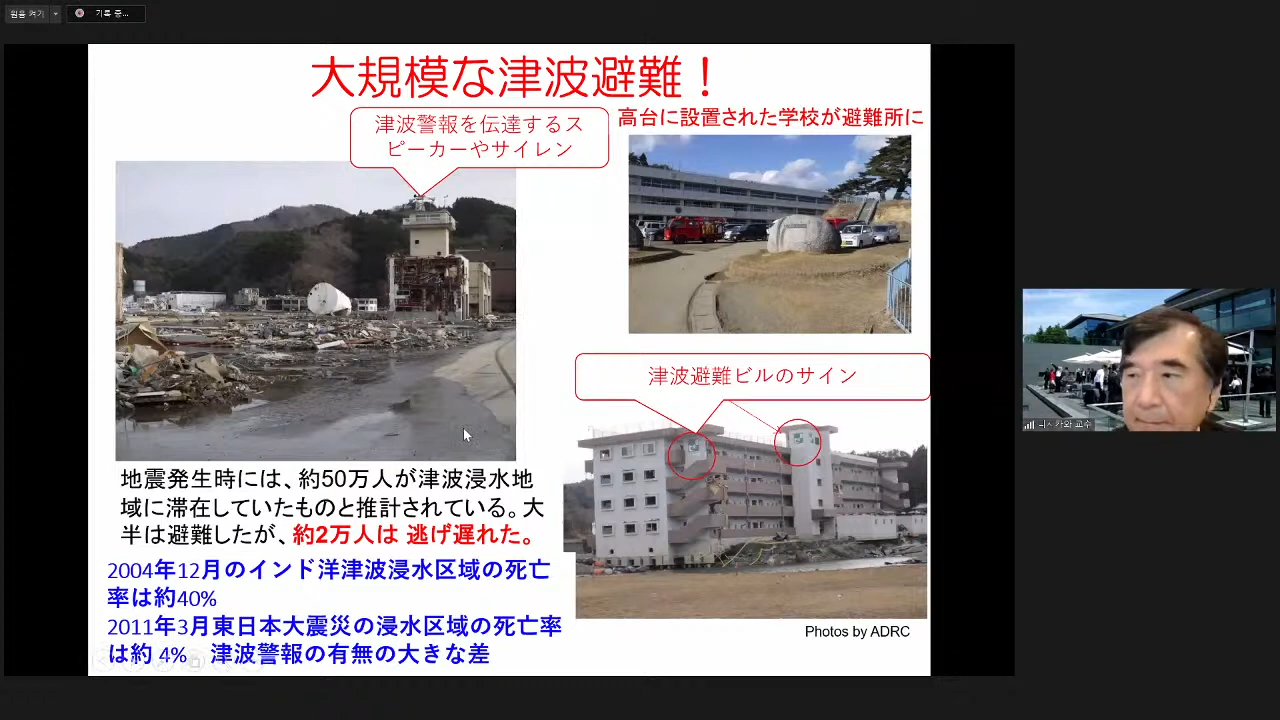 원음 켜기
기록 중...
大規模な津波避難！
津波警報を伝達するス
ピーカーやサイレン
高台に設置された学校が避難所に
津波避難ビルのサイン
地震発生時には、約50万人が津波浸水地
域に滞在していたものと推計されている。大
半は避難したが、約2万人は 逃げ遅れた。
2004年12月のインド洋津波浸水区域の死亡
率は約40%
2011年3月東日本大震災の浸水区域の死亡率
は約 4%　津波警報の有無の大きな差
Photos by ADRC
니시카와 교수